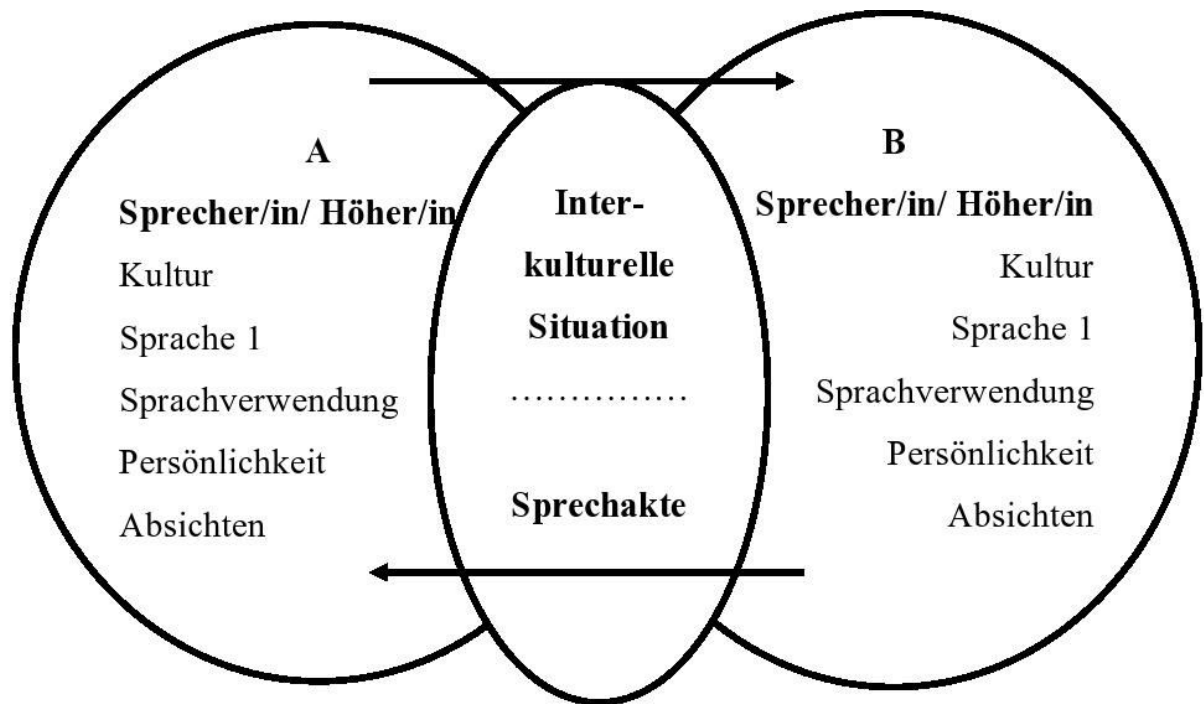 A
Sprecher/in/ Höher/in
Kultur
Sprache 1
Sprachverwendung
Persönlichkeit
Absichten
Inter-
kulturelle
Situation
……………
Sprechakte
B
Sprecher/in/ Höher/in
Kultur
Sprache 1
Sprachverwendung
Persönlichkeit
Absichten